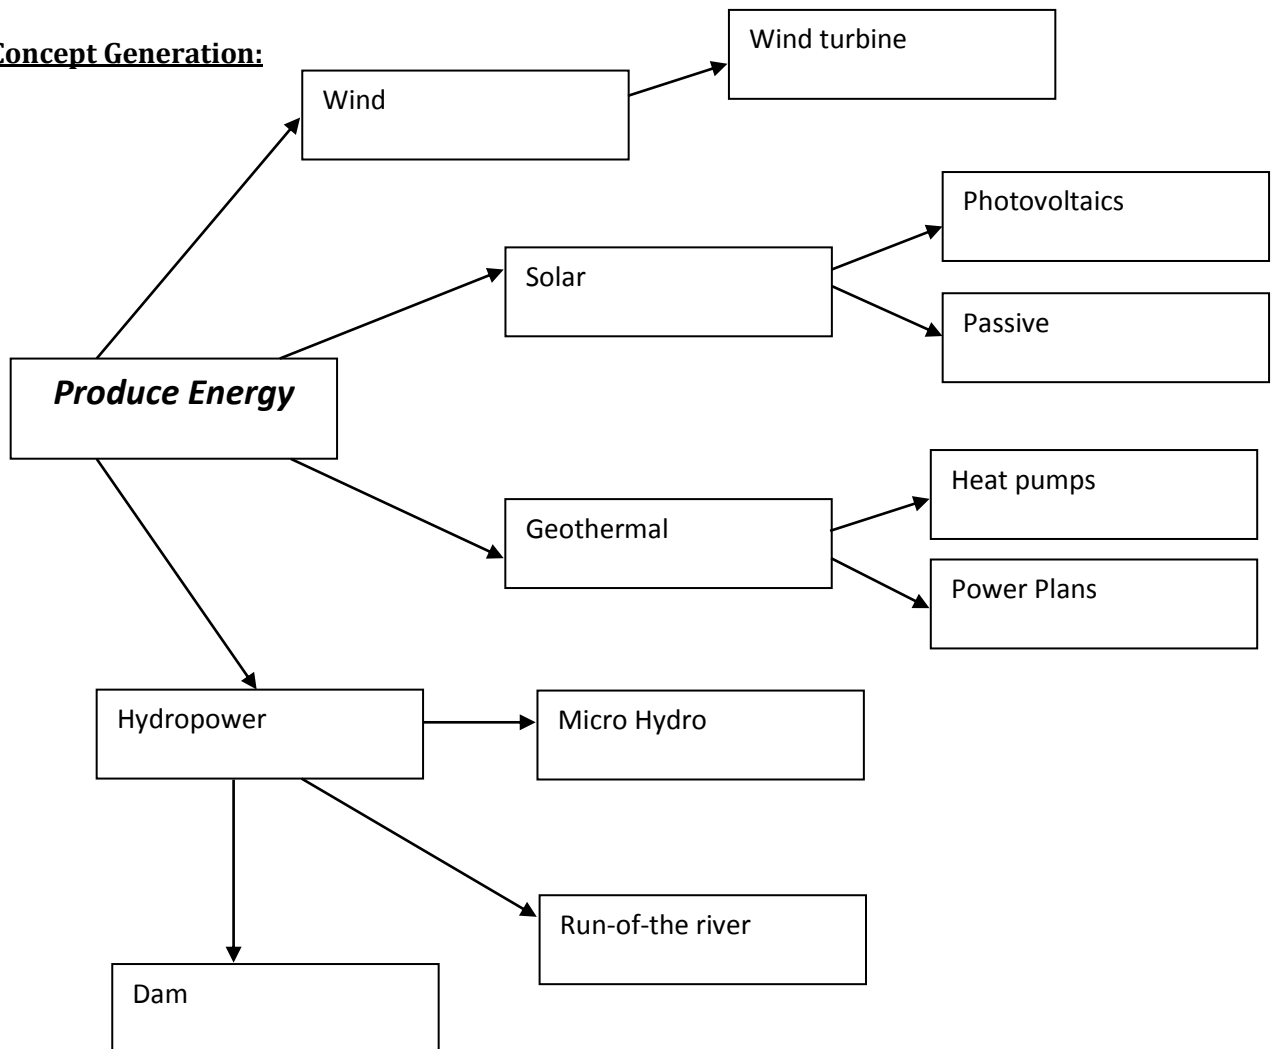 Concept Generation:
Wind turbine
Wind
Photovoltaics
Solar
Passive
Produce Energy
Heat pumps
Geothermal
Power Plans
Hydropower
Micro Hydro
Run-of-the river
Dam